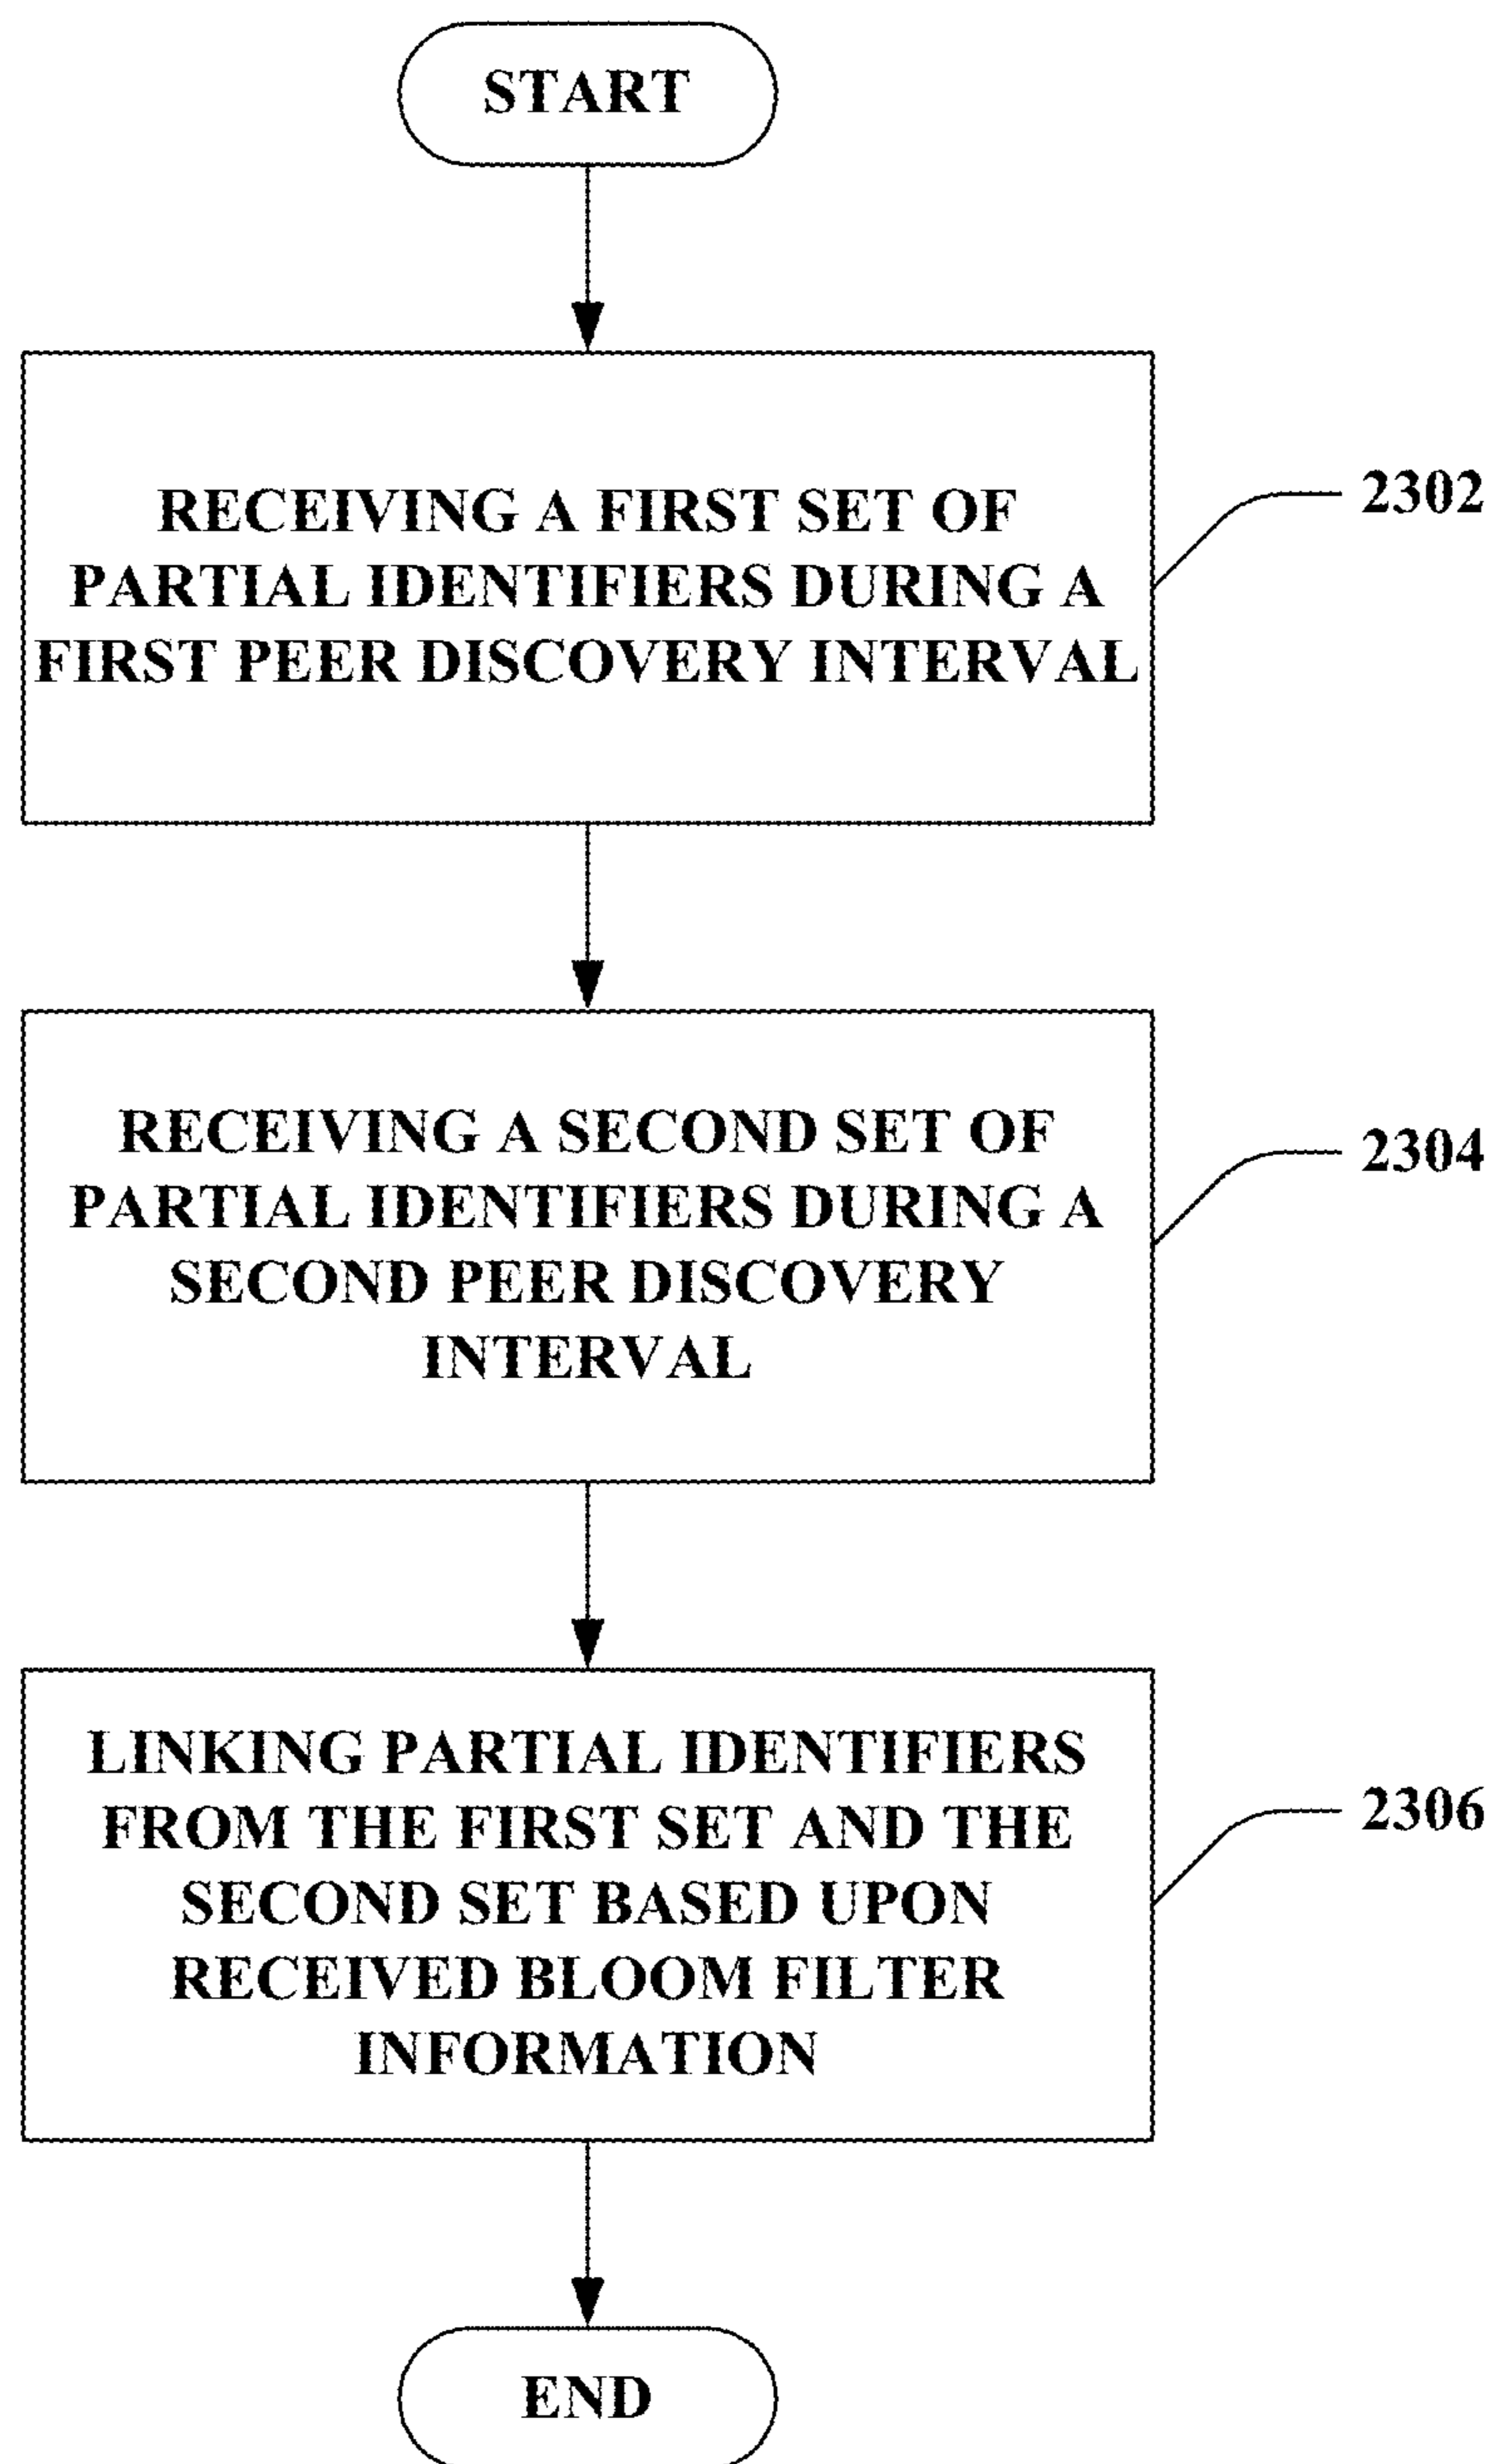 START
RECEIVING A FIRST SET OF
PARTIAL IDENTIFIERS DURING A
FIRST PEER DISCOVERY INTERVAL
2302
RECEIVING A SECOND SET OF
PARTIAL IDENTIFIERS DURING A
SECOND PEER DISCOVERY
INTERVAL
2304
LINKING PARTIAL IDENTIFIERS
FROM THE FIRST SET AND THE
SECOND SET BASED UPON
RECEIVED BLOOM FILTER
INFORMATION
2306
END